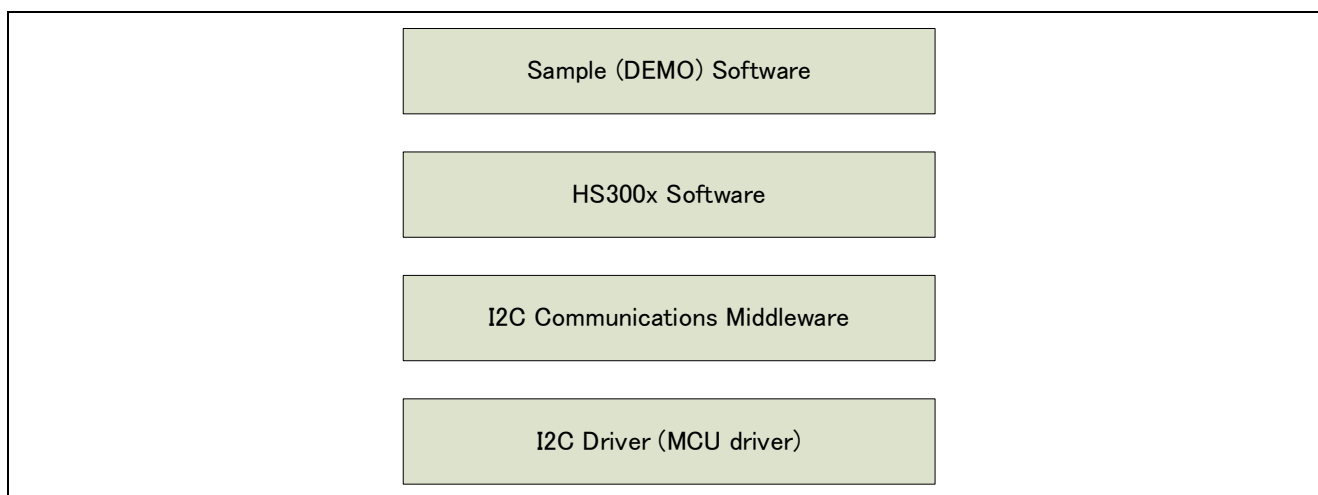 Sample (DEMO) Software
HS300x Software
I2C Communications Middleware
I2C Driver (MCU driver)